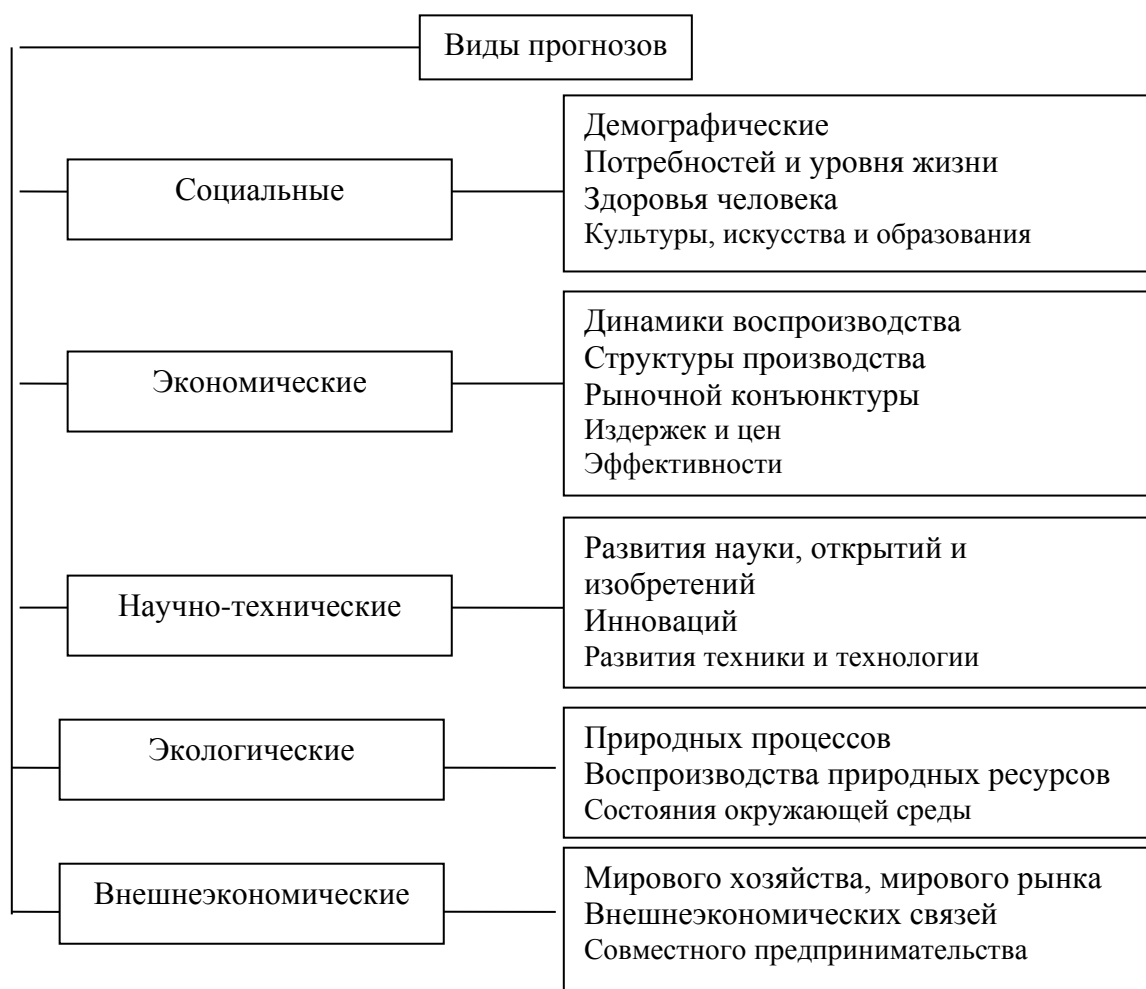 Виды прогнозов
Социальные
Демографические
Потребностей и уровня жизни
Здоровья человека
Культуры, искусства и образования
Экономические
Динамики воспроизводства
Структуры производства
Рыночной конъюнктуры
Издержек и цен
Эффективности
Научно-технические
Развития науки, открытий и
изобретений
Инноваций
Развития техники и технологии
Экологические
Природных процессов
Воспроизводства природных ресурсов
Состояния окружающей среды
Внешнеэкономические
Мирового хозяйства, мирового рынка
Внешнеэкономических связей
Совместного предпринимательства